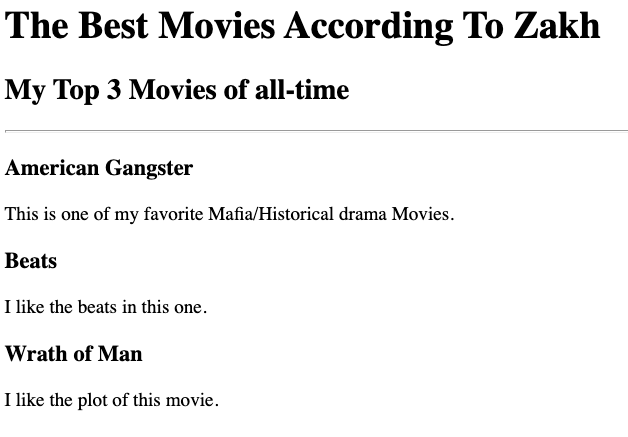 The Best Movies According To Zakh
My Top 3 Movies of all-time
American Gangster
This is one of my favorite Mafia/Historical drama Movies.
Beats
I like the beats in this one.
Wrath of Man
I like the plot of this movie.